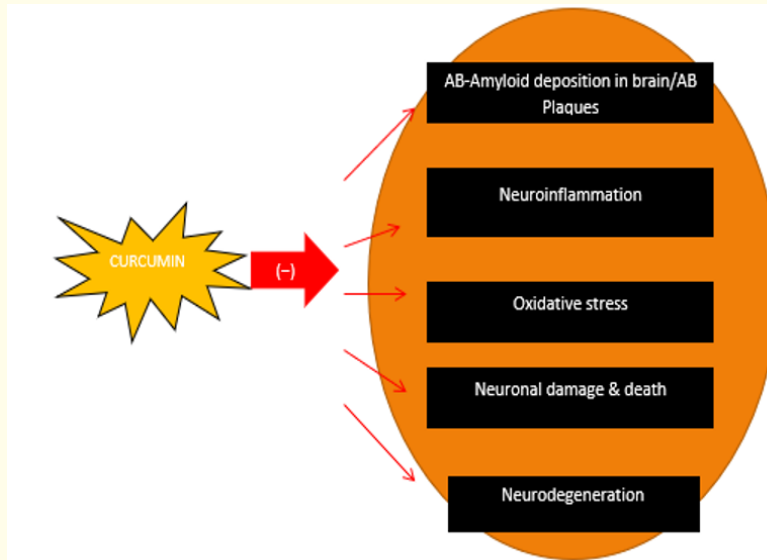 AB-Amyloid deposition in brain/AB
Plaques
Neuroinflammation
CURCUMIN
(−)
Oxidative stress
Neuronal damage & death
Neurodegeneration